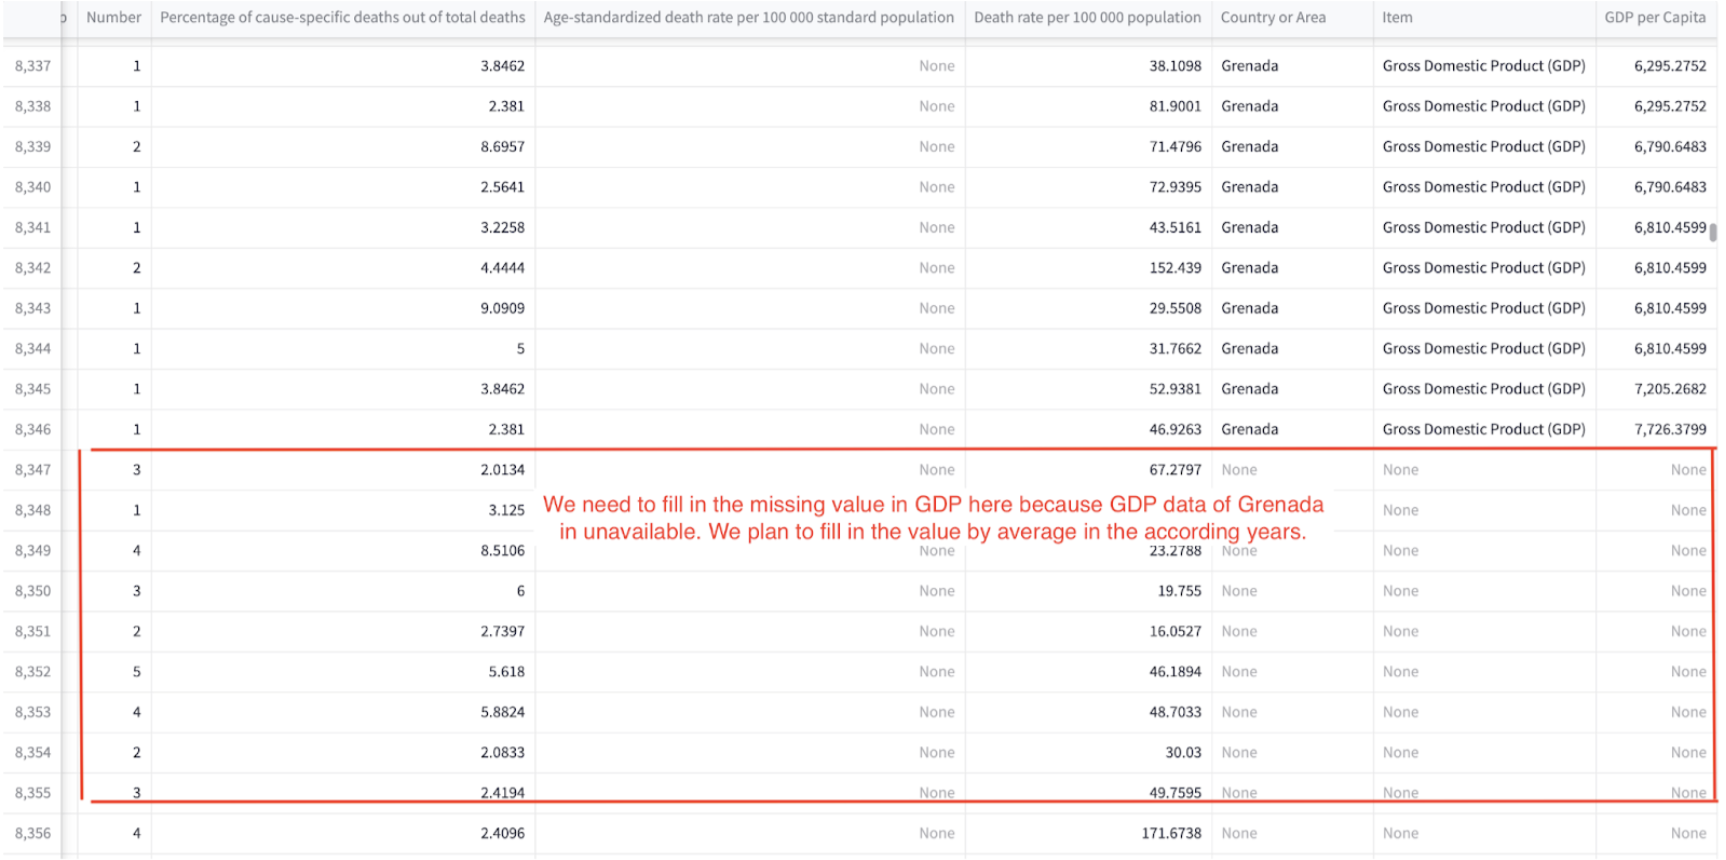 Number Percentage of cause-specific deaths out of total deaths Age-standardized death rate per 100 000 standard population Death rate per 100 000 population Country or Area Item GDP per Capita
8,337 1 3.8462 None 38.1098 Grenada Gross Domestic Product (GDP) 6,295.2752
8,338 1 2.381 None 81.9001 Grenada Gross Domestic Product (GDP) 6,295.2752
8,339 2 8.6957 None 71.4796 Grenada Gross Domestic Product (GDP) 6,790.6483
8,340 1 2.5641 None 72.9395 Grenada Gross Domestic Product (GDP) 6,790.6483
8,341 1 3.2258 None 43.5161 Grenada Gross Domestic Product (GDP) 6,810.4599
8,342 2 4.4444 None 152.439 Grenada Gross Domestic Product (GDP) 6,810.4599
8,343 1 9.0909 None 29.5508 Grenada Gross Domestic Product (GDP) 6,810.4599
8,344 1 5 None 31.7662 Grenada Gross Domestic Product (GDP) 6,810.4599
8,345 1 3.8462 None 52.9381 Grenada Gross Domestic Product (GDP) 7,205.2682
8,346 1 2.381 None 46.9263 Grenada Gross Domestic Product (GDP) 7,726.3799
8,347 3 2.0134 None 67.2797 None None None
8,348 1 3.125 None None
We need to fill in the missing value in GDP here because GDP data of Grenada
in unavailable. We plan to fill in the value by average in the according years.
8,349 4 8.5106 None 23.2788 None None None
8,350 3 6 None 19.755 None None None
8,351 2 2.7397 None 16.0527 None None None
8,352 5 5.618 None 46.1894 None None None
8,353 4 5.8824 None 48.7033 None None None
8,354 2 2.0833 None 30.03 None None None
8,355 3 2.4194 None 49.7595 None None None
8,356 4 2.4096 None 171.6738 None None None